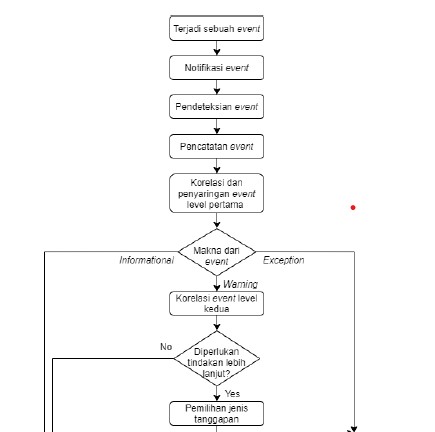 Terjadi sebuah event
Notifikasi event
Pendeteksian event
Pencatatan event
Korelasi dan
penyaringan event
level pertama
Makna dari
event
Informational
Exception
Warning
Korelasi event level
kedua
No
Diperlukan
tindakan lebih
lanjut?
Yes
Pemilihan jenis
tanggapan